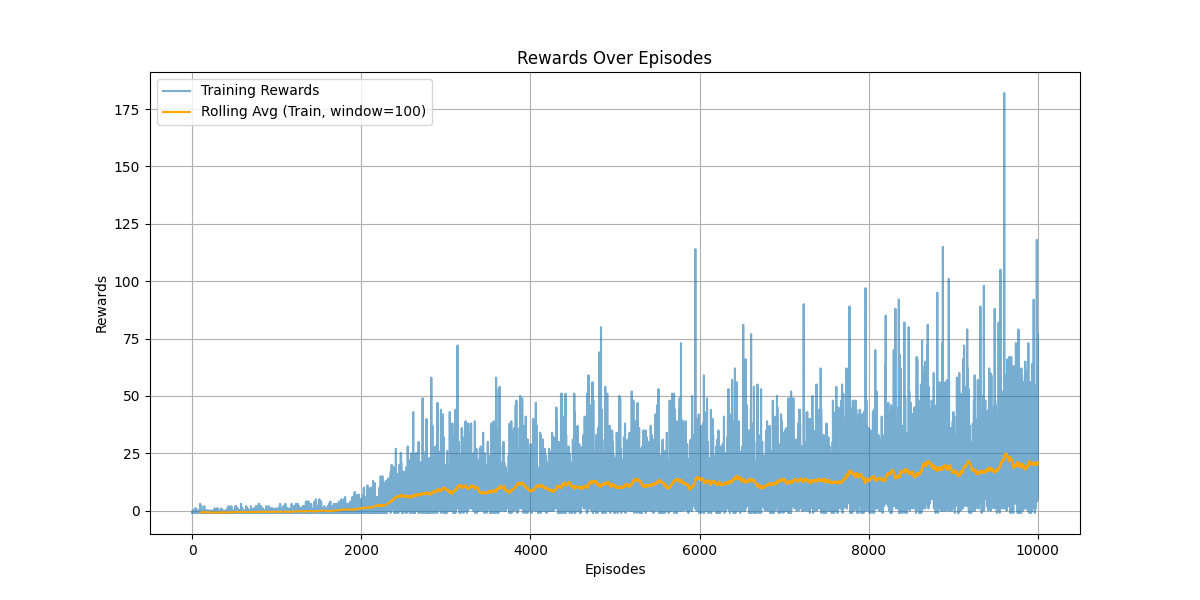 Rewards Over Episodes
Training Rewards
Rolling Avg (Train, window=100)
Rewards
175
150
125
100
75
50
25
0
0 2000 4000 6000 8000 10000
Episodes